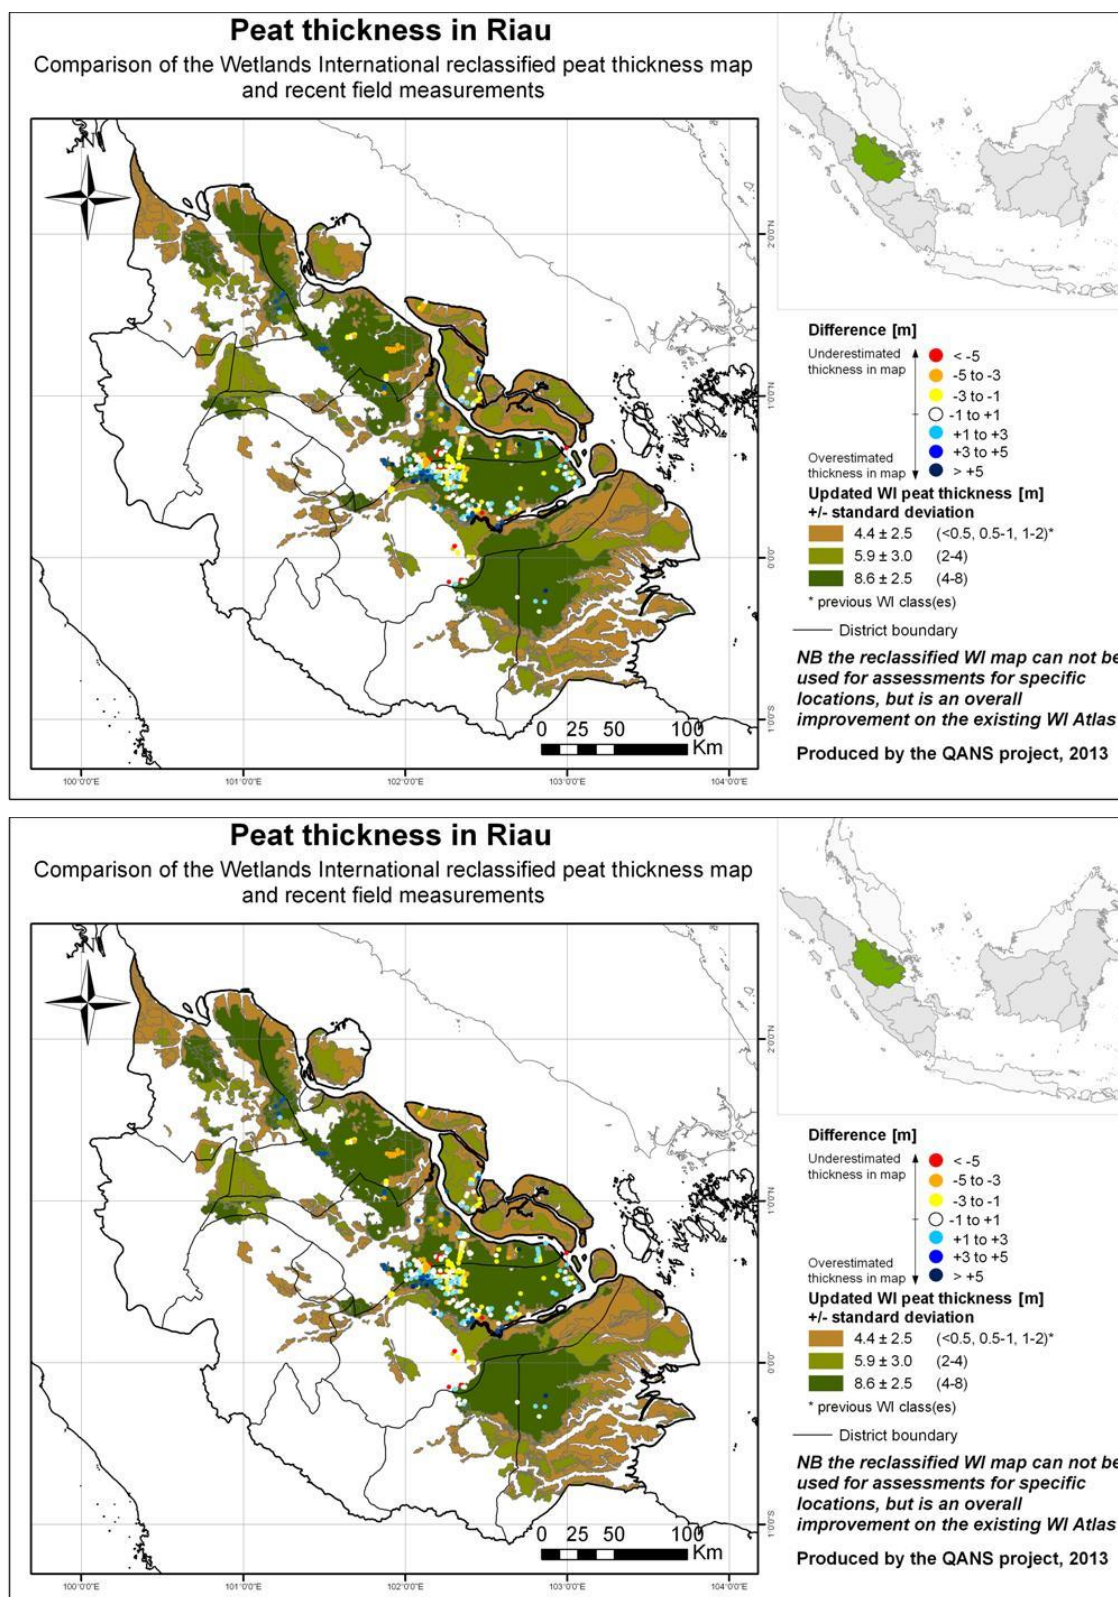 Peat thickness in Riau
Comparison of the Wetlands International reclassified peat thickness map
and recent field measurements
N
2°0'0"N
1°0'0"N
0°0'0"
1°0'0"S
100°0'0"E
101°0'0"E
102°0'0"E
103°0'0"E
104°0'0"E
0 25 50 100
Km
Difference [m]
Underestimated
thickness in map
< -5
-5 to -3
-3 to -1
-1 to +1
+1 to +3
+3 to +5
Overestimated
thickness in map
> +5
Updated WI peat thickness [m]
+/- standard deviation
4.4 ± 2.5 (<0.5, 0.5-1, 1-2)*
5.9 ± 3.0 (2-4)
8.6 ± 2.5 (4-8)
* previous WI class(es)
District boundary
NB the reclassified WI map can not be
used for assessments for specific
locations, but is an overall
improvement on the existing WI Atlas
Produced by the QANS project, 2013
Peat thickness in Riau
Comparison of the Wetlands International reclassified peat thickness map
and recent field measurements
N
2°0'0"N
1°0'0"N
0°0'0"
1°0'0"S
100°0'0"E
101°0'0"E
102°0'0"E
103°0'0"E
104°0'0"E
0 25 50 100
Km
Difference [m]
Underestimated
thickness in map
< -5
-5 to -3
-3 to -1
-1 to +1
+1 to +3
+3 to +5
Overestimated
thickness in map
> +5
Updated WI peat thickness [m]
+/- standard deviation
4.4 ± 2.5 (<0.5, 0.5-1, 1-2)*
5.9 ± 3.0 (2-4)
8.6 ± 2.5 (4-8)
* previous WI class(es)
District boundary
NB the reclassified WI map can not be
used for assessments for specific
locations, but is an overall
improvement on the existing WI Atlas
Produced by the QANS project, 2013